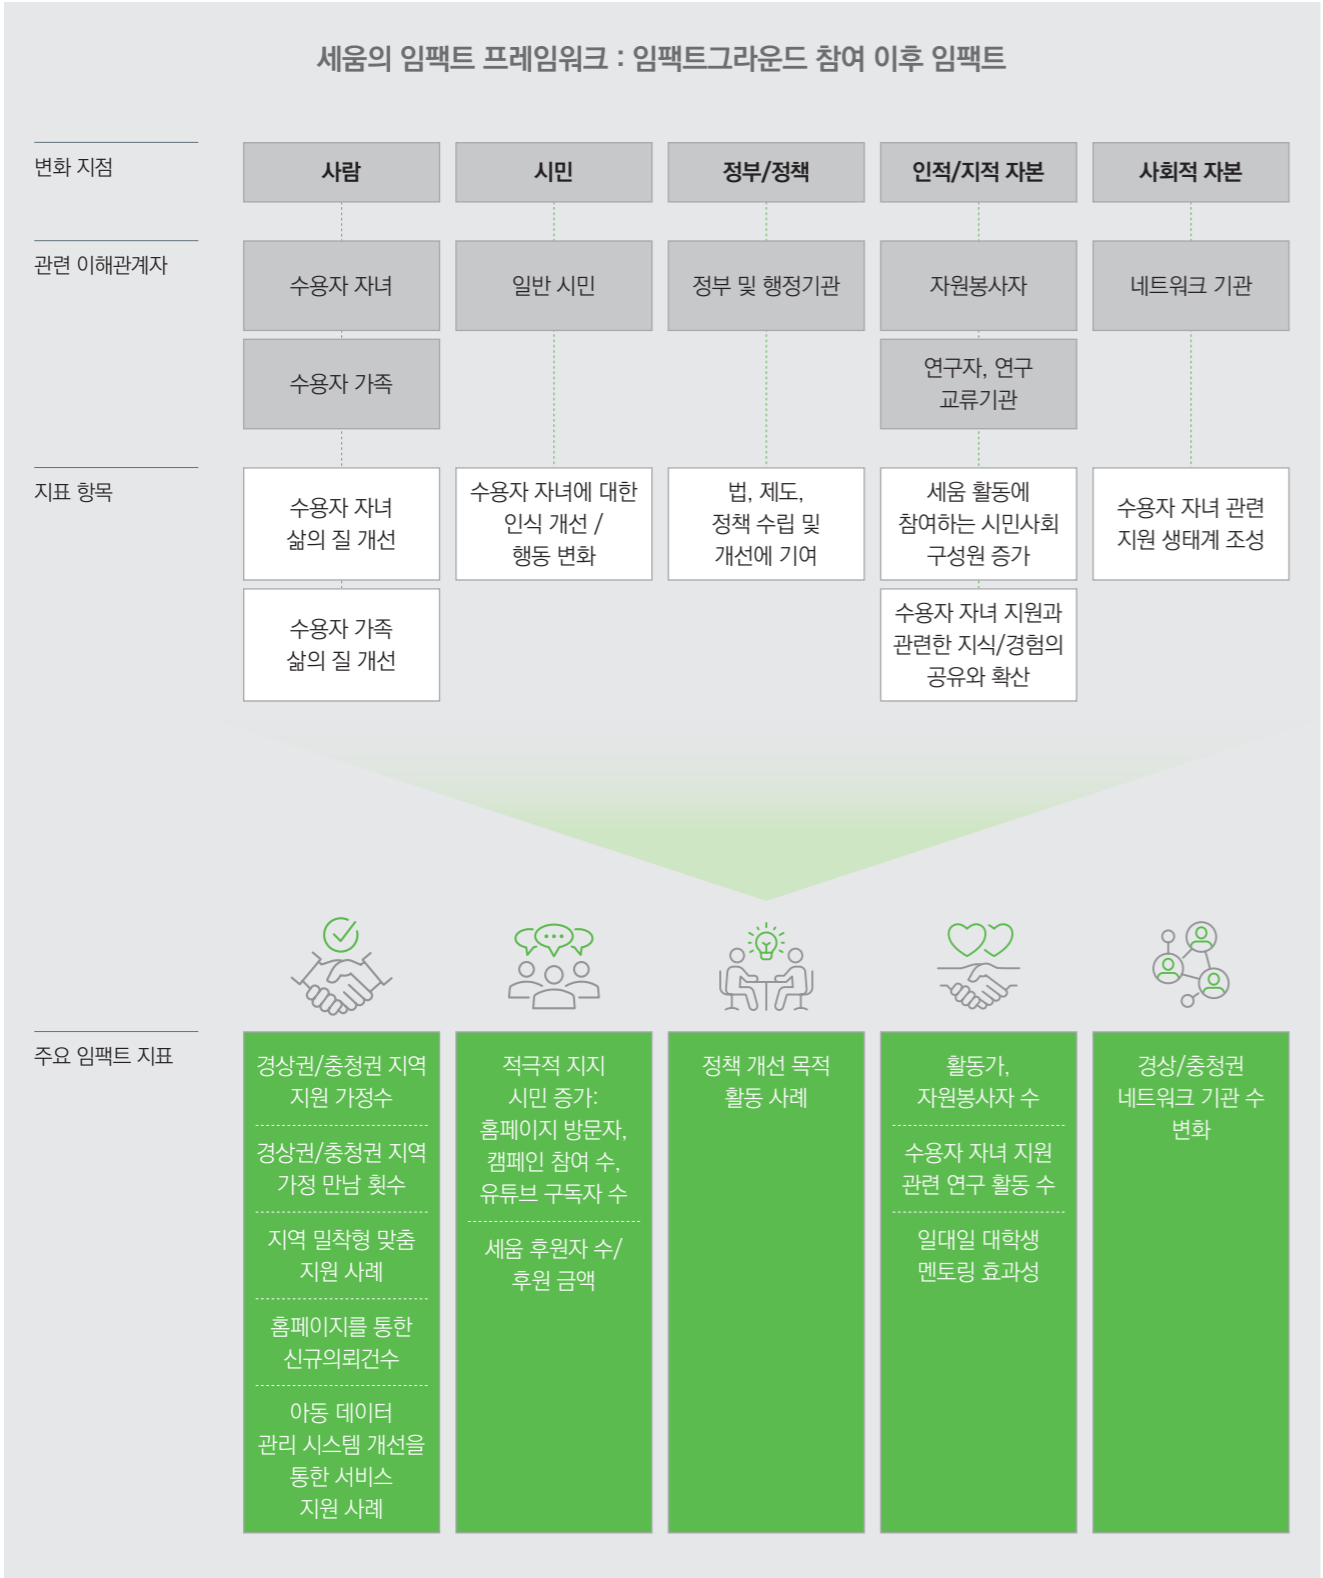 세움의 임팩트 프레임워크 : 임팩트그라운드 참여 이후 임팩트
변화 지점
사람
시민
정부/정책
인적/지적 자본
사회적 자본
관련 이해관계자
수용자 자녀
일반 시민
정부 및 행정기관
자원봉사자
네트워크 기관
수용자 가족
연구자, 연구
교류기관
지표 항목
수용자 자녀
삶의 질 개선
수용자 자녀에 대한
인식 개선 /
행동 변화
법, 제도,
정책 수립 및
개선에 기여
세움 활동에
참여하는 시민사회
구성원 증가
수용자 자녀 관련
지원 생태계 조성
수용자 가족
삶의 질 개선
수용자 자녀 지원과
관련한 지식/경험의
공유와 확산
주요 임팩트 지표
경상권/충청권 지역
지원 가정수
경상권/충청권 지역
가정 만남 횟수
지역 밀착형 맞춤
지원 사례
홈페이지를 통한
신규의뢰건수
아동 데이터
관리 시스템 개선을
통한 서비스
지원 사례
적극적 지지
시민 증가:
홈페이지 방문자,
캠페인 참여 수,
유튜브 구독자 수
세움 후원자 수/
후원 금액
정책 개선 목적
활동 사례
활동가,
자원봉사자 수
수용자 자녀 지원
관련 연구 활동 수
일대일 대학생
멘토링 효과성
경상/충청권
네트워크 기관 수
변화